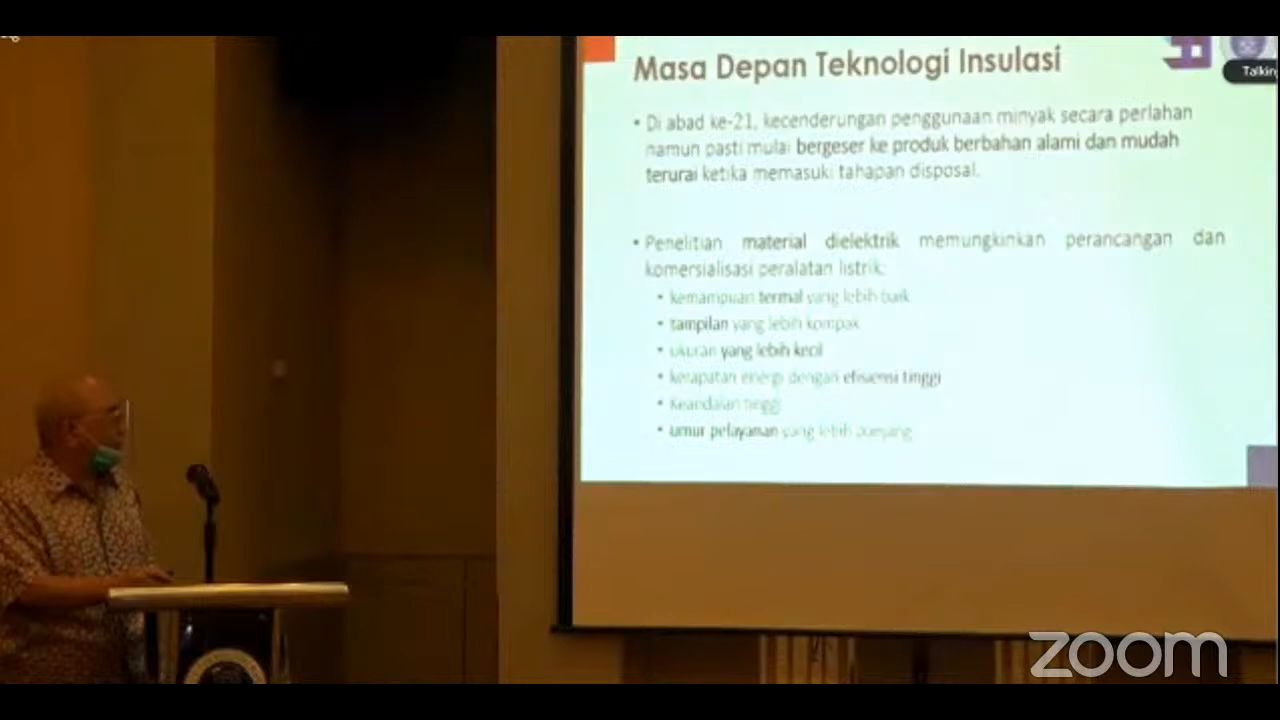 Masa Depan Teknologi Insulasi
Talking
• Di abad ke-21, kecenderungan penggunaan minyak secara perlahan
namun pasti mulai bergeser ke produk berbahan alami dan mudah
terurai ketika memasuki tahapan disposal.
• Penelitian material dielektrik memungkinkan perancangan dan
komersialisasi peralatan listrik:
• kemampuan termal yang lebih baik
• tampilan yang lebih kompak
• ukuran yang lebih kecil
• kerapatan energi dengan efisiensi tinggi
• Keandalan tinggi
• umur pelayanan yang lebih panjang
zoom